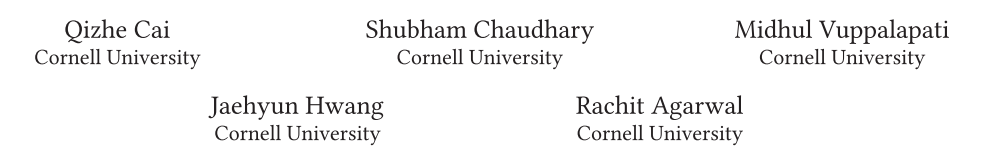 Qizhe Cai
Cornell University
Shubham Chaudhary
Cornell University
Midhul Vuppalapati
Cornell University
Jaehyun Hwang
Cornell University
Rachit Agarwal
Cornell University